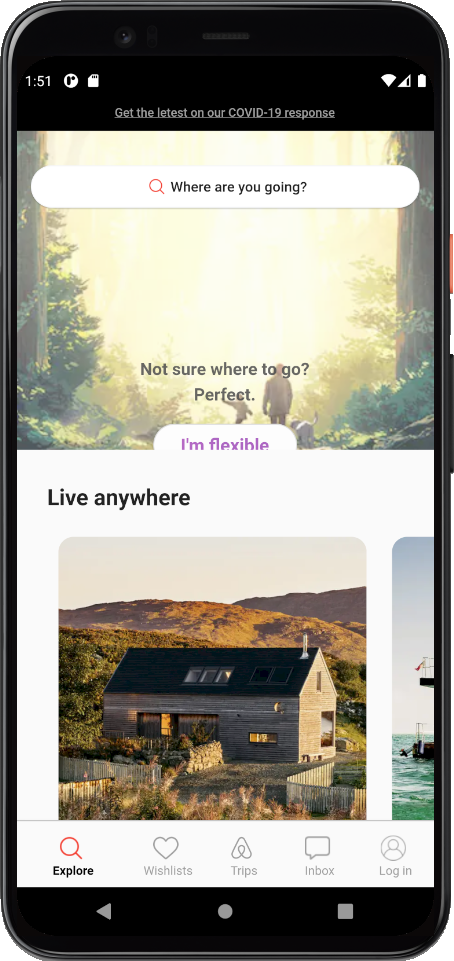 1:51
Get the letest on our COVID-19 response
Where are you going?
Not sure where to go?
Perfect.
I'm flexible
Live anywhere
Explore
Wishlists
Trips
Inbox
Log in